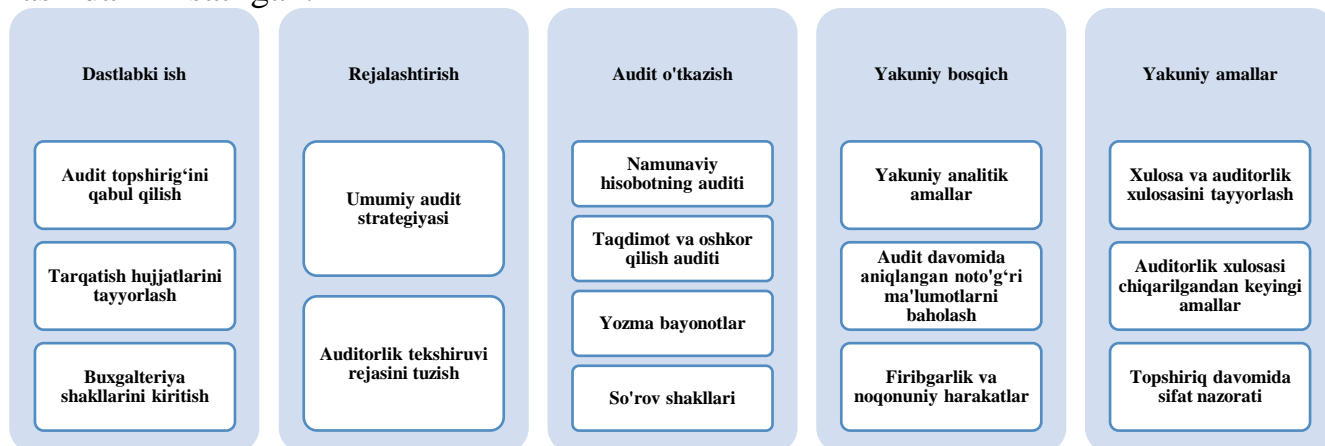 Dastlabki ish
Audit topshirig‘ini
qabul qilish
Tarqatish hujjatlarini
tayyorlash
Buxgalteriya
shakllarini kiritish
Rejalashtirish
Umumiy audit
strategiyasi
Auditorlik tekshiruvi
rejasini tuzish
Audit o'tkazish
Namunaviy
hisobotning auditi
Taqdimot va oshkor
qilish auditi
Yozma bayonotlar
So'rov shakllari
Yakuniy bosqich
Yakuniy analitik
amallar
Audit davomida
aniqlangan noto'g‘ri
ma'lumotlarni
baholash
Firibgarlik va
noqonuniy harakatlar
Yakuniy amallar
Xulosa va auditorlik
xulosasini tayyorlash
Auditorlik xulosasi
chiqarilgandan keyingi
amallar
Topshiriq davomida
sifat nazorati